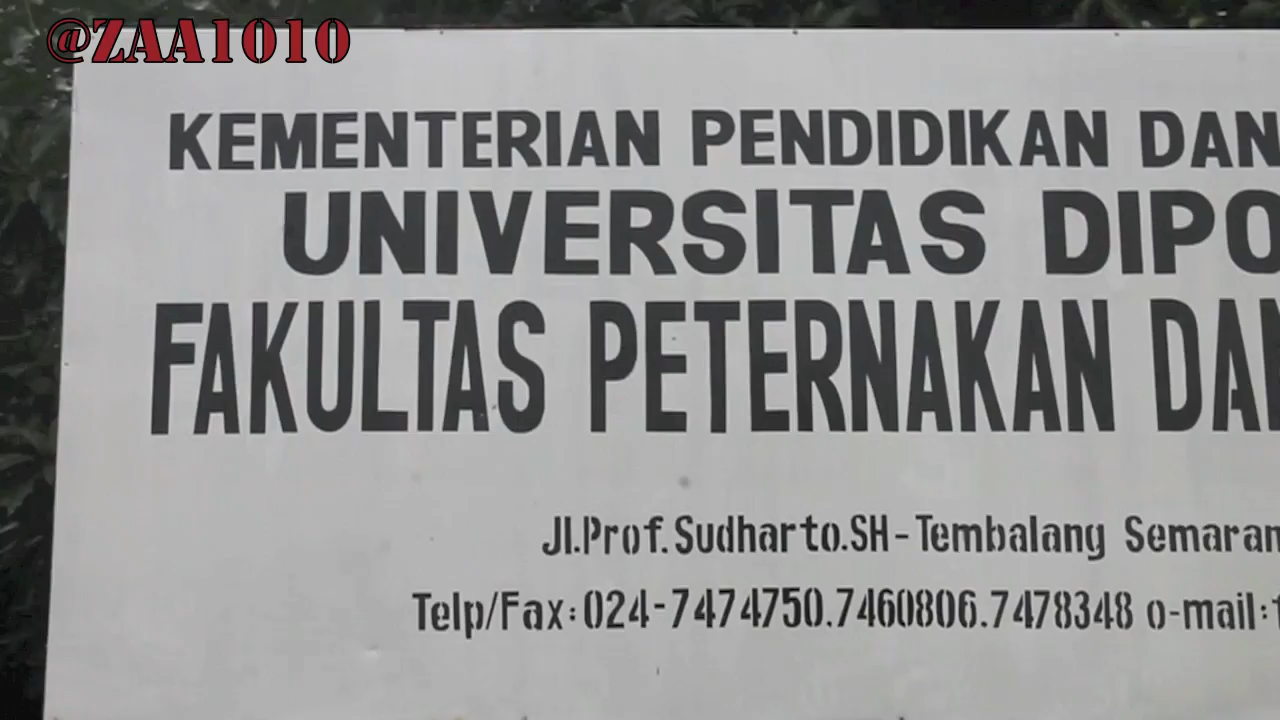 @ZAA1010
KEMENTERIAN PENDIDIKAN DAN
UNIVERSITAS DIPO
FAKULTAS PETERNAKAN DAN
Jl.Prof.Sudharto.SH-Tembalang Semaran
Telp/Fax:024-7474750.7460806.7478348 e-mail: